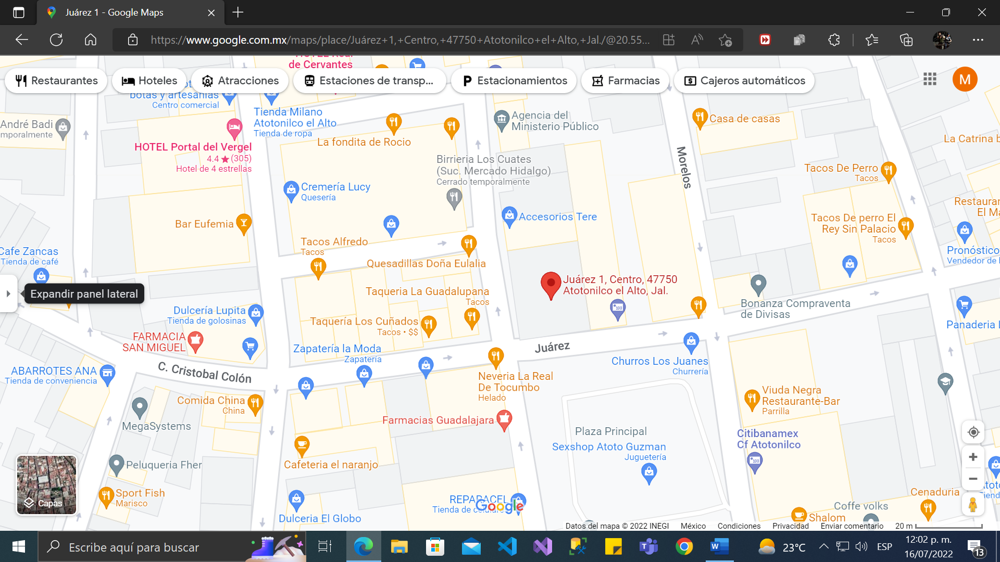 Juárez 1 - Google Maps
https://www.google.com.mx/maps/place/Juárez+1,+Centro,+47750+Atotonilco+el+Alto,+Jal./@20.55...
de Cervantes
Restaurantes
Hoteles
Atracciones
Estaciones de transp...
Estacionamientos
Farmacias
Cajeros automáticos
M
botas y artesanías
Centro comercial
Tienda Milano
Atotonilco el Alto
Tienda de ropa
Agencia del
Ministerio Público
Casa de casas
André Badi
mporalmente
La fondita de Rocio
La Catrina b
HOTEL Portal del Vergel
4.4 ★ (305)
Hotel de 4 estrellas
Birrieria Los Cuates
(Suc. Mercado Hidalgo)
Cerrado temporalmente
Morelos
Tacos De Perro
Tacos
Cremería Lucy
Quesería
Restaurar
El Ma
Accesorios Tere
Bar Eufemia
Tacos De perro El
Rey Sin Palacio
Tacos
Tacos Alfredo
Tacos
Cafe Zancas
Tienda de café
Pronóstico
Vendedor de l
Quesadillas Doña Eulalia
Juárez 1, Centro, 47750
Atotonilco el Alto, Jal.
Expandir panel lateral
Taqueria La Guadalupana
Tacos
Bonanza Compraventa
de Divisas
Dulcería Lupita
Tienda de golosinas
Taquería Los Cuñados
Tacos • $$
Panaderia L
FARMACIA
SAN MIGUEL
Zapatería la Moda
Zapatería
Juárez
Churros Los Juanes
Churrería
C. Cristobal Colón
ABARROTES ANA
Tienda de conveniencia
Neveria La Real
De Tocumbo
Helado
Viuda Negra
Restaurante-Bar
Parrilla
Comida China
China
MegaSystems
Farmacias Guadalajara
Plaza Principal
Sexshop Atoto Guzman
Juguetería
Citibanamex
Cf Atotonilco
Cafeteria el naranjo
Peluqueria Fher
Sport Fish
Marisco
Capas
REPARACEL
Tienda de celulares
Google
Cenaduria
Coffe volks
Dulceria El Globo
Shalom
Datos del mapa © 2022 INEGI
México
Condiciones
Privacidad
Enviar comentario
20 m
Escribe aquí para buscar
23°C
ESP
12:02 p. m.
16/07/2022
13